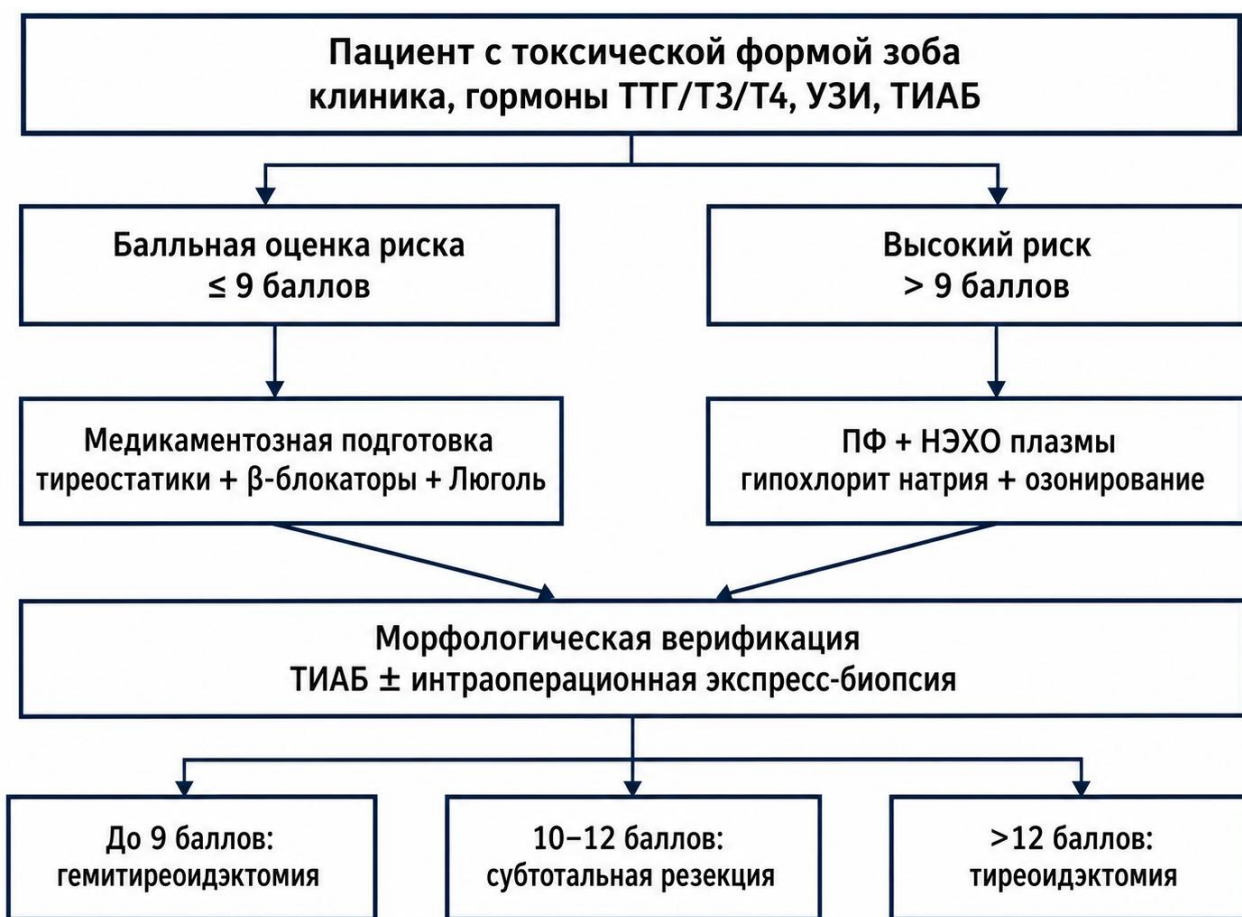 Пациент с токсической формой зоба
клиника, гормоны ТТГ/Т3/Т4, УЗИ, ТИАБ
Балльная оценка риска
≤ 9 баллов
Высокий риск
> 9 баллов
Медикаментозная подготовка
тиреостатики + β-блокаторы + Люголь
ПФ + НЭХО плазмы
гипохлорит натрия + озонирование
Морфологическая верификация
ТИАБ ± интраоперационная экспресс-биопсия
До 9 баллов:
гемитиреоидэктомия
10–12 баллов:
субтотальная резекция
>12 баллов:
тиреоидэктомия